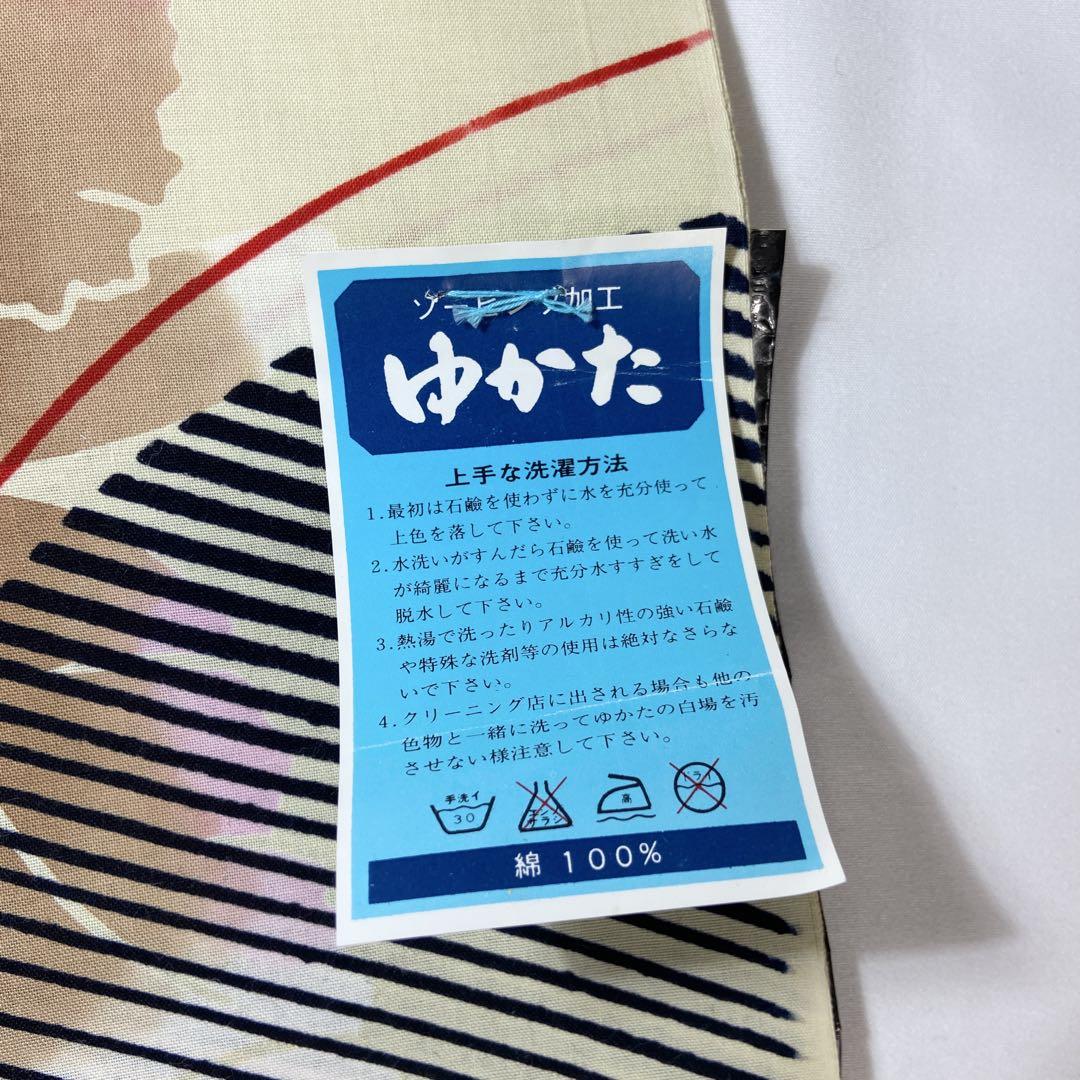 加工
ゆかた
上手な洗濯方法
1.最初は石鹸を使わずに水を充分使って
上色を落して下さい。
2.水洗いがすんだら石鹸を使って洗い水
が綺麗になるまで充分水すすぎをして
脱水して下さい。
3.熱湯で洗ったりアルカリ性の強い石鹸
や特殊な洗剤等の使用は絶対なさらな
いで下さい。
4.クリーニング店に出される場合も他の
色物と一緒に洗ってゆかたの白場を汚
させない様注意して下さい。
手洗イ 30 エンソサラシ 高 ドライ
綿 100%